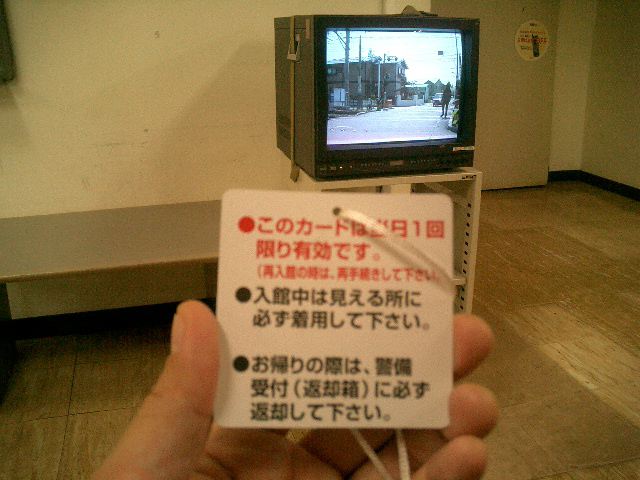 ●このカードは当日1回
限り有効です。
(再入館の時は、再手続きして下さい。
●入館中は見える所に
必ず着用して下さい。
●お帰りの際は、警備
受付(返却箱)に必ず
返却して下さい。